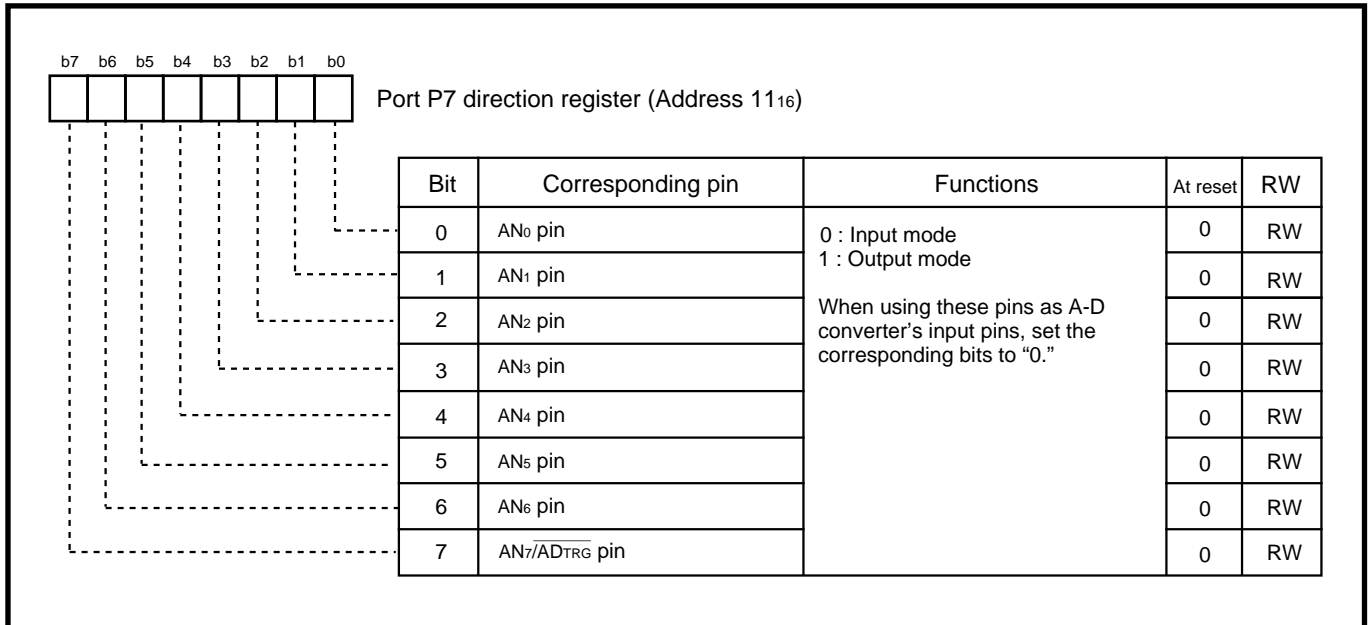 b7 b6 b5 b4 b3 b2 b1 b0
Port P7 direction register (Address 11₁₆)
Bit Corresponding pin Functions At reset RW
0 AN₀ pin 0 : Input mode 0 RW
1 : Output mode
1 AN₁ pin 0 RW
When using these pins as A-D
2 AN₂ pin converter’s input pins, set the 0 RW
corresponding bits to “0.”
3 AN₃ pin 0 RW
4 AN₄ pin 0 RW
5 AN₅ pin 0 RW
6 AN₆ pin 0 RW
7 AN₇/A̅D̅T̅R̅G̅ pin 0 RW